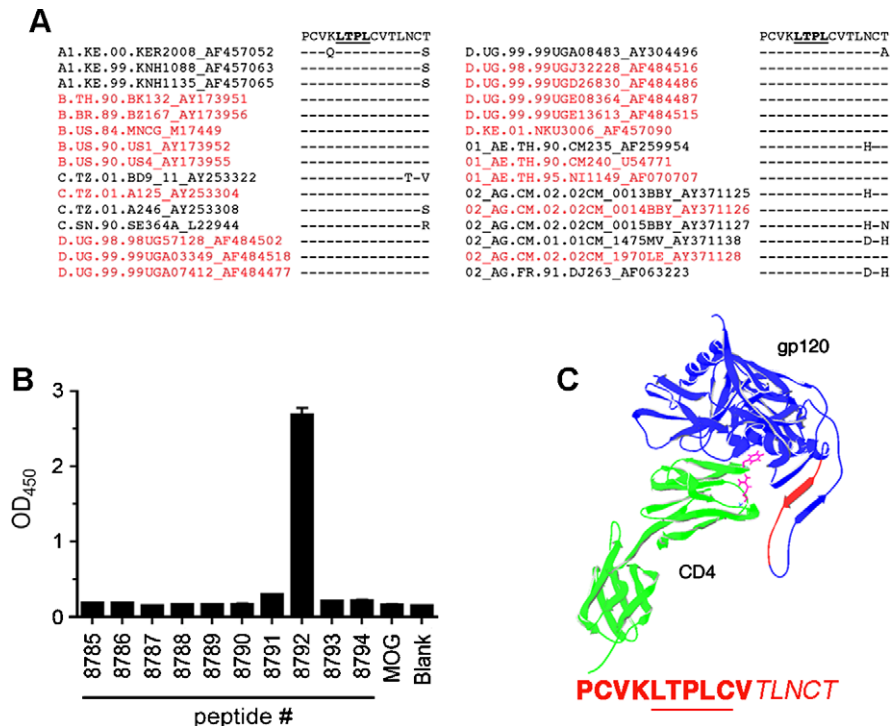 A
PCVKLTPLCVTLNCT
A1.KE.00.KER2008_AF457052 --Q-----------S
A1.KE.99.KNH1088_AF457063 --------------S
A1.KE.99.KNH1135_AF457065 --------------S
B.TH.90.BK132_AY173951 ---------------
B.BR.89.BZ167_AY173956 ---------------
B.US.84.MNCG_M17449 ---------------
B.US.90.US1_AY173952 ---------------
B.US.90.US4_AY173955 ---------------
C.TZ.01.BD9_11_AY253322 ------------T-V
C.TZ.01.A125_AY253304 ---------------
C.TZ.01.A246_AY253308 --------------S
C.SN.90.SE364A_L22944 --------------R
D.UG.98.98UG57128_AF484502 ---------------
D.UG.99.99UGA03349_AF484518 ---------------
D.UG.99.99UGA07412_AF484477 ---------------
PCVKLTPLCVTLNCT
D.UG.99.99UGA08483_AY304496 --------------A
D.UG.98.99UGJ32228_AF484516 ---------------
D.UG.99.99UGD26830_AF484486 ---------------
D.UG.99.99UGE08364_AF484487 ---------------
D.UG.99.99UGE13613_AF484515 ---------------
D.KE.01.NKU3006_AF457090 ---------------
01_AE.TH.90.CM235_AF259954 ------------H--
01_AE.TH.90.CM240_U54771 ---------------
01_AE.TH.95.NI1149_AF070707 ---------------
02_AG.CM.02.02CM_0013BBY_AY371125 ------------H--
02_AG.CM.02.02CM_0014BBY_AY371126 ---------------
02_AG.CM.02.02CM_0015BBY_AY371127 ------------H-N
02_AG.CM.01.01CM_1475MV_AY371138 ------------D-H
02_AG.CM.02.02CM_1970LE_AY371128 ---------------
02_AG.FR.91.DJ263_AF063223 ------------D-H
B
OD450
3
2
1
0
8785
8786
8787
8788
8789
8790
8791
8792
8793
8794
MOG
Blank
peptide #
C
gp120
CD4
PCVKLTPLCVTLNCT